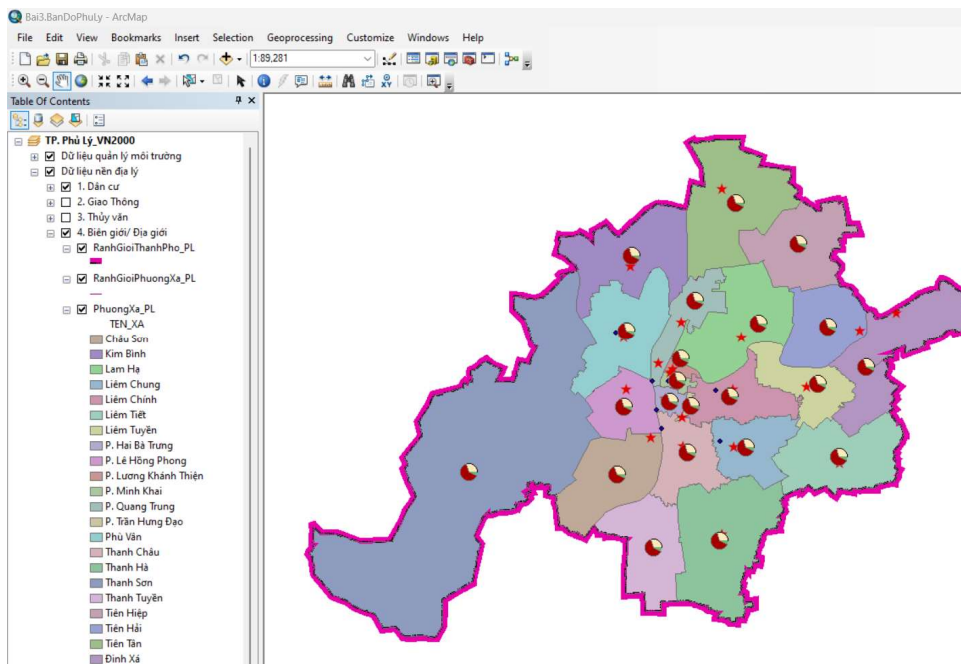 Bai3.BanDoPhuLy - ArcMap
File Edit View Bookmarks Insert Selection Geoprocessing Customize Windows Help
1:89,281
Table Of Contents
TP. Phủ Lý_VN2000
Dữ liệu quản lý môi trường
Dữ liệu nền địa lý
1. Dân cư
2. Giao Thông
3. Thủy văn
4. Biên giới/ Địa giới
RanhGioiThanhPho_PL
RanhGioiPhuongXa_PL
PhuongXa_PL
TEN_XA
Châu Sơn
Kim Bình
Lam Hạ
Liêm Chung
Liêm Chính
Liêm Tiết
Liêm Tuyền
P. Hai Bà Trưng
P. Lê Hồng Phong
P. Lương Khánh Thiện
P. Minh Khai
P. Quang Trung
P. Trần Hưng Đạo
Phù Vân
Thanh Châu
Thanh Hà
Thanh Sơn
Thanh Tuyền
Tiên Hiệp
Tiên Hải
Tiên Tân
Đinh Xá